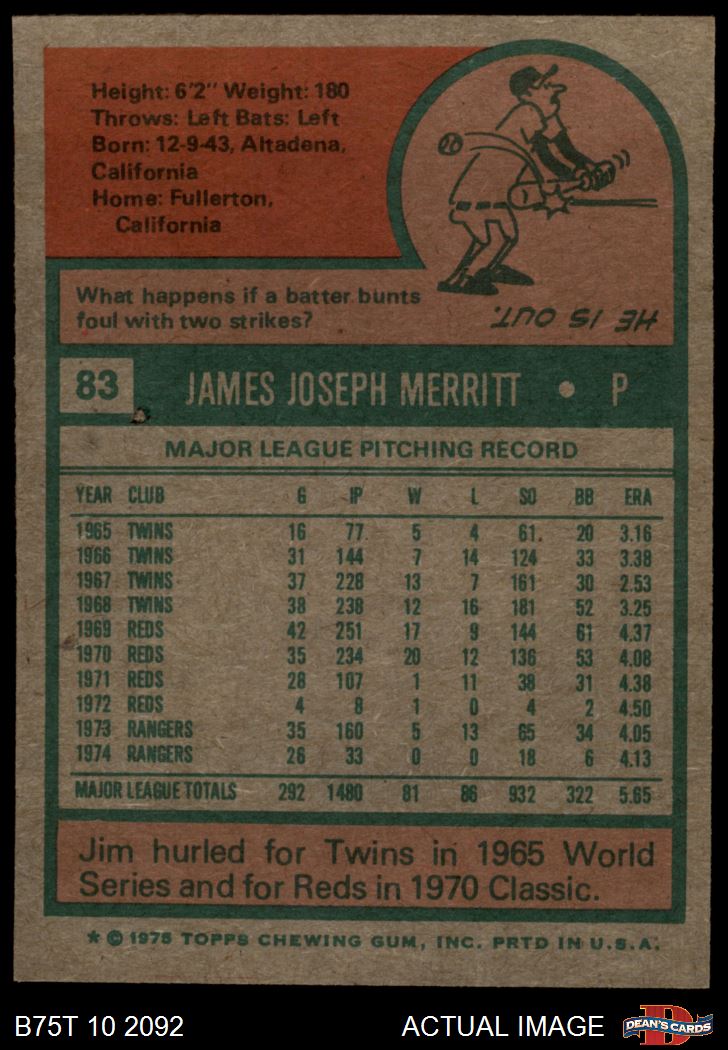 Height: 6'2" Weight: 180
Throws: Left Bats: Left
Born: 12-9-43, Altadena,
California
Home: Fullerton,
California
What happens if a batter bunts
foul with two strikes?
HE IS OUT.
83 JAMES JOSEPH MERRITT • P
MAJOR LEAGUE PITCHING RECORD
YEAR CLUB G IP W L SO BB ERA
1965 TWINS 16 77 5 4 61 20 3.16
1966 TWINS 31 144 7 14 124 33 3.38
1967 TWINS 37 228 13 7 161 30 2.53
1968 TWINS 38 238 12 16 181 52 3.25
1969 REDS 42 251 17 9 144 61 4.37
1970 REDS 35 234 20 12 136 53 4.08
1971 REDS 28 107 1 11 38 31 4.38
1972 REDS 4 8 1 0 4 2 4.50
1973 RANGERS 35 160 5 13 65 34 4.05
1974 RANGERS 26 33 0 0 18 6 4.13
MAJOR LEAGUE TOTALS 292 1480 81 86 932 322 5.65
Jim hurled for Twins in 1965 World
Series and for Reds in 1970 Classic.
* © 1975 TOPPS CHEWING GUM, INC. PRTD IN U.S.A.
B75T 10 2092 ACTUAL IMAGE D DEAN'S CARDS